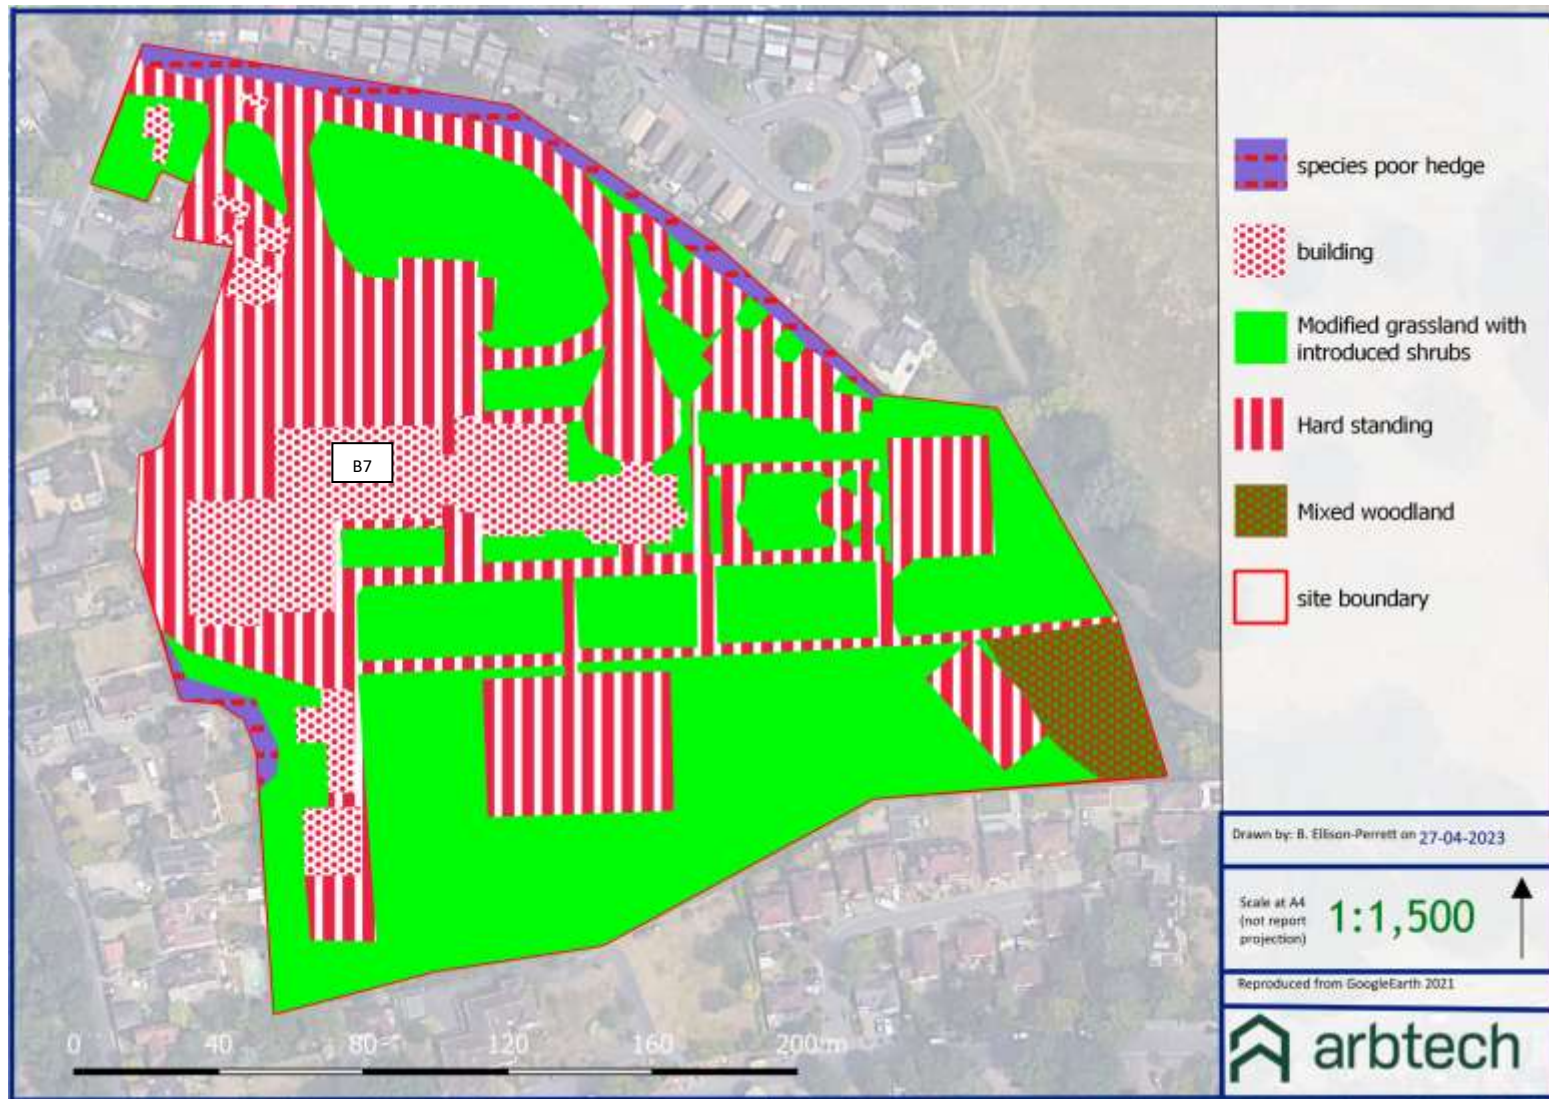 species poor hedge
building
Modified grassland with
introduced shrubs
Hard standing
Mixed woodland
site boundary
B7
Drawn by: B. Ellison-Perrett on 27-04-2023
Scale at A4
(not report
projection)
1:1,500
Reproduced from GoogleEarth 2021
arbtech
0 40 80 120 160 200 m